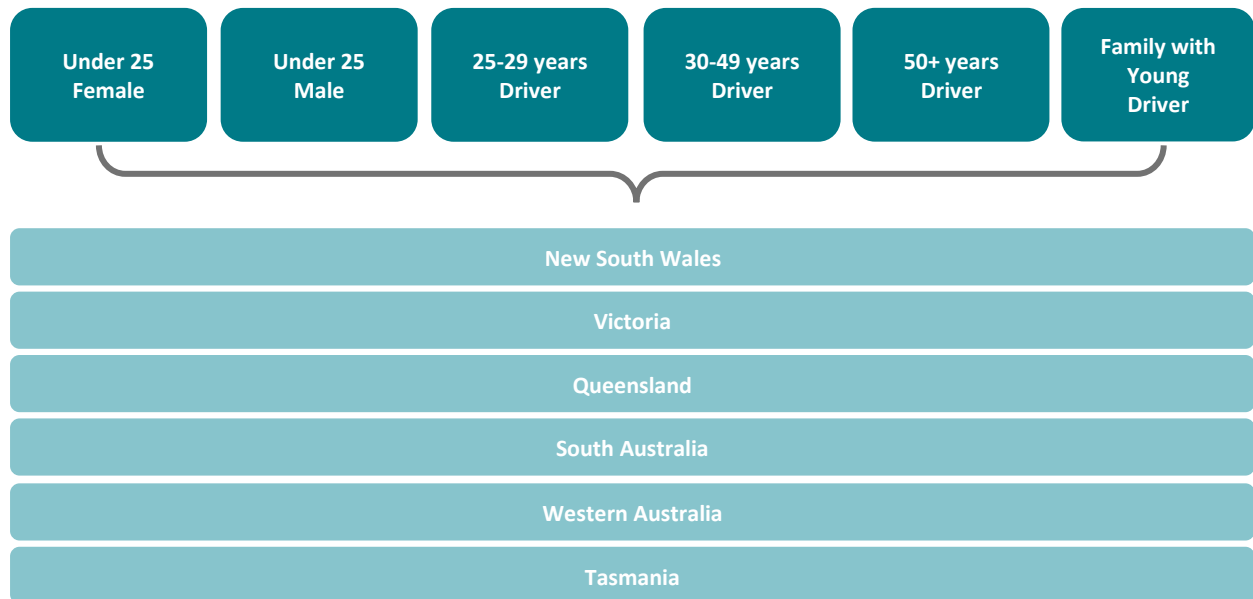 Under 25
Female
Under 25
Male
25-29 years
Driver
30-49 years
Driver
50+ years
Driver
Family with
Young
Driver
New South Wales
Victoria
Queensland
South Australia
Western Australia
Tasmania